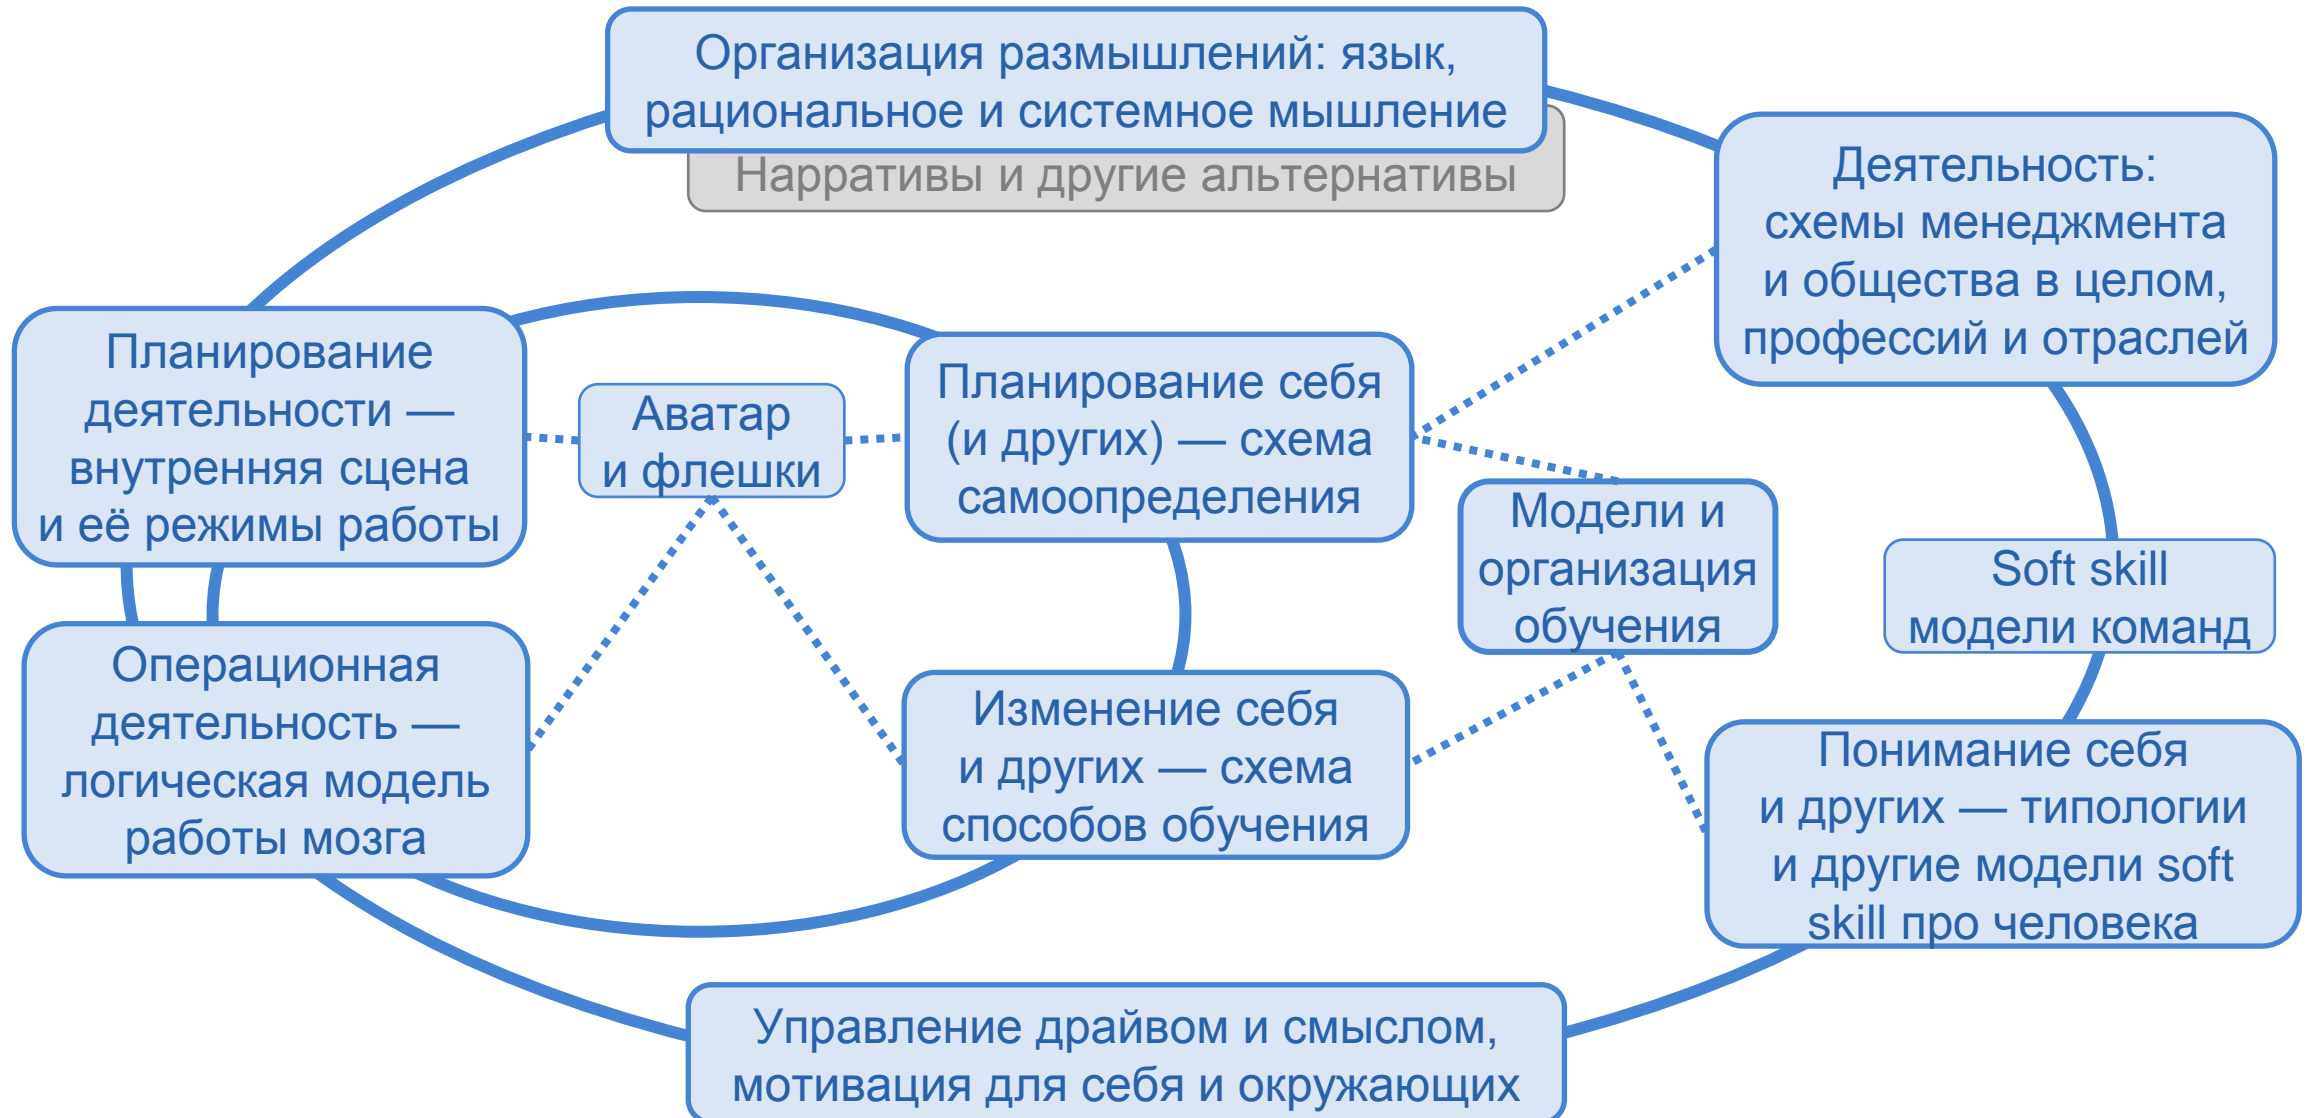 Организация размышлений: язык,
рациональное и системное мышление
Нарративы и другие альтернативы
Деятельность:
схемы менеджмента
и общества в целом,
профессий и отраслей
Планирование
деятельности —
внутренняя сцена
и её режимы работы
Аватар
и флешки
Планирование себя
(и других) — схема
самоопределения
Модели и
организация
обучения
Soft skill
модели команд
Операционная
деятельность —
логическая модель
работы мозга
Изменение себя
и других — схема
способов обучения
Понимание себя
и других — типологии
и другие модели soft
skill про человека
Управление драйвом и смыслом,
мотивация для себя и окружающих